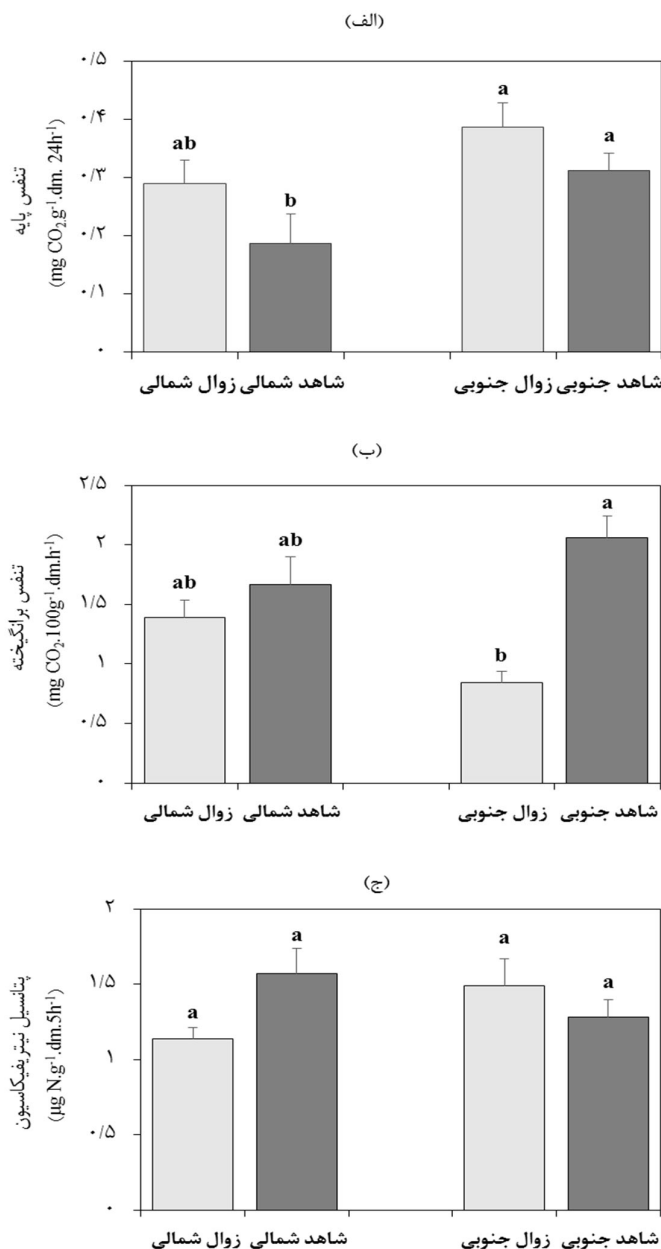 (الف)
تنفس پایه
(mg CO₂.g⁻¹.dm. 24h⁻¹)
۰/۵
۰/۴
۰/۳
۰/۲
۰/۱
۰
ab
b
a
a
زوال شمالی شاهد شمالی زوال جنوبی شاهد جنوبی
(ب)
تنفس برانگیخته
(mg CO₂.100g⁻¹.dm.h⁻¹)
۲/۵
۲
۱/۵
۱
۰/۵
۰
ab
ab
b
a
زوال شمالی شاهد شمالی زوال جنوبی شاهد جنوبی
(ج)
پتانسیل نیتریفیکاسیون
(µg N.g⁻¹.dm.5h⁻¹)
۲
۱/۵
۱
۰/۵
۰
a
a
a
a
زوال شمالی شاهد شمالی زوال جنوبی شاهد جنوبی